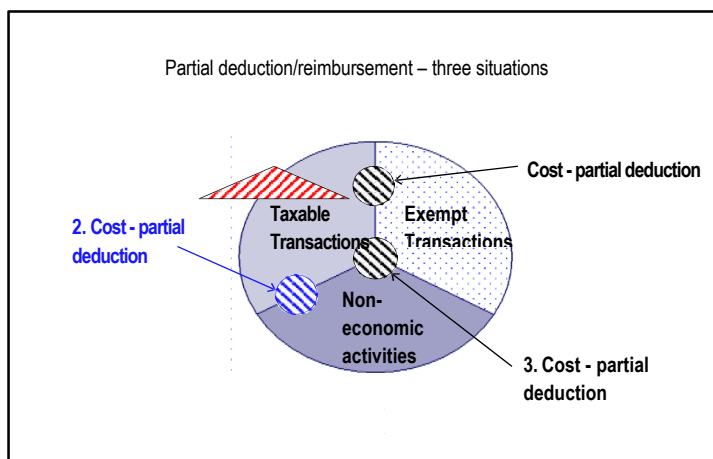 Partial deduction/reimbursement – three situations
Cost - partial deduction
Taxable
Transactions
Exempt
Transactions
2. Cost - partial
deduction
Non-
economic
activities
3. Cost - partial
deduction